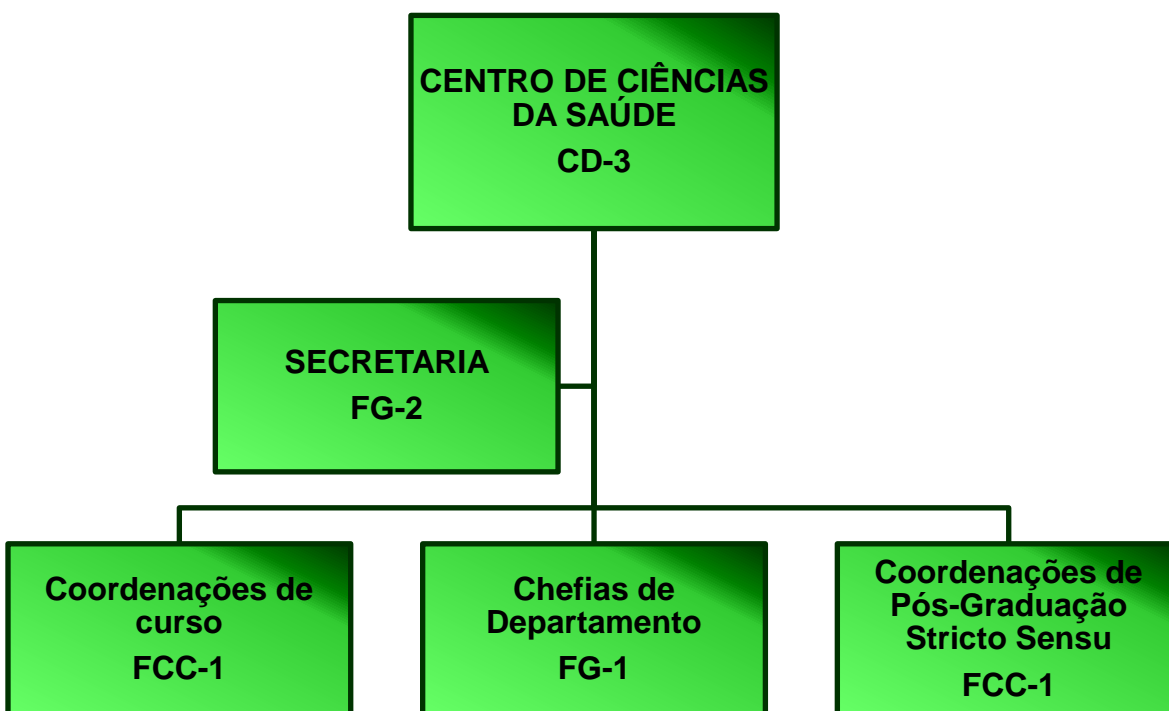 CENTRO DE CIÊNCIAS
DA SAÚDE
CD-3
SECRETARIA
FG-2
Coordenações de
curso
FCC-1
Chefias de
Departamento
FG-1
Coordenações de
Pós-Graduação
Stricto Sensu
FCC-1